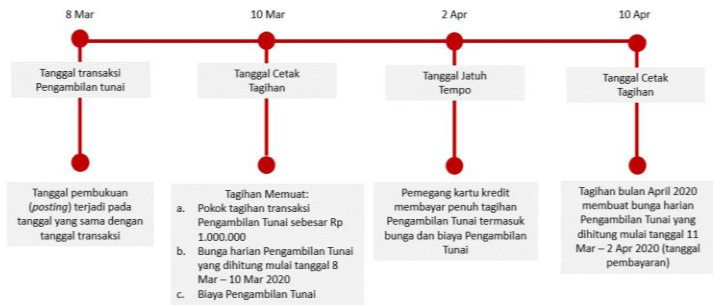 8 Mar
10 Mar
2 Apr
10 Apr
Tanggal transaksi
Pengambilan tunai
Tanggal Cetak
Tagihan
Tanggal Jatuh
Tempo
Tanggal Cetak
Tagihan
Tanggal pembukuan
(posting) terjadi pada
tanggal yang sama dengan
tanggal transaksi
Tagihan Memuat:
a. Pokok tagihan transaksi
Pengambilan Tunai sebesar Rp
1.000.000
b. Bunga harian Pengambilan Tunai
yang dihitung mulai tanggal 8
Mar – 10 Mar 2020
c. Biaya Pengambilan Tunai
Pemegang kartu kredit
membayar penuh tagihan
Pengambilan Tunai termasuk
bunga dan biaya Pengambilan
Tunai
Tagihan bulan April 2020
membuat bunga harian
Pengambilan Tunai yang
dihitung mulai tanggal 11
Mar – 2 Apr 2020 (tanggal
pembayaran)